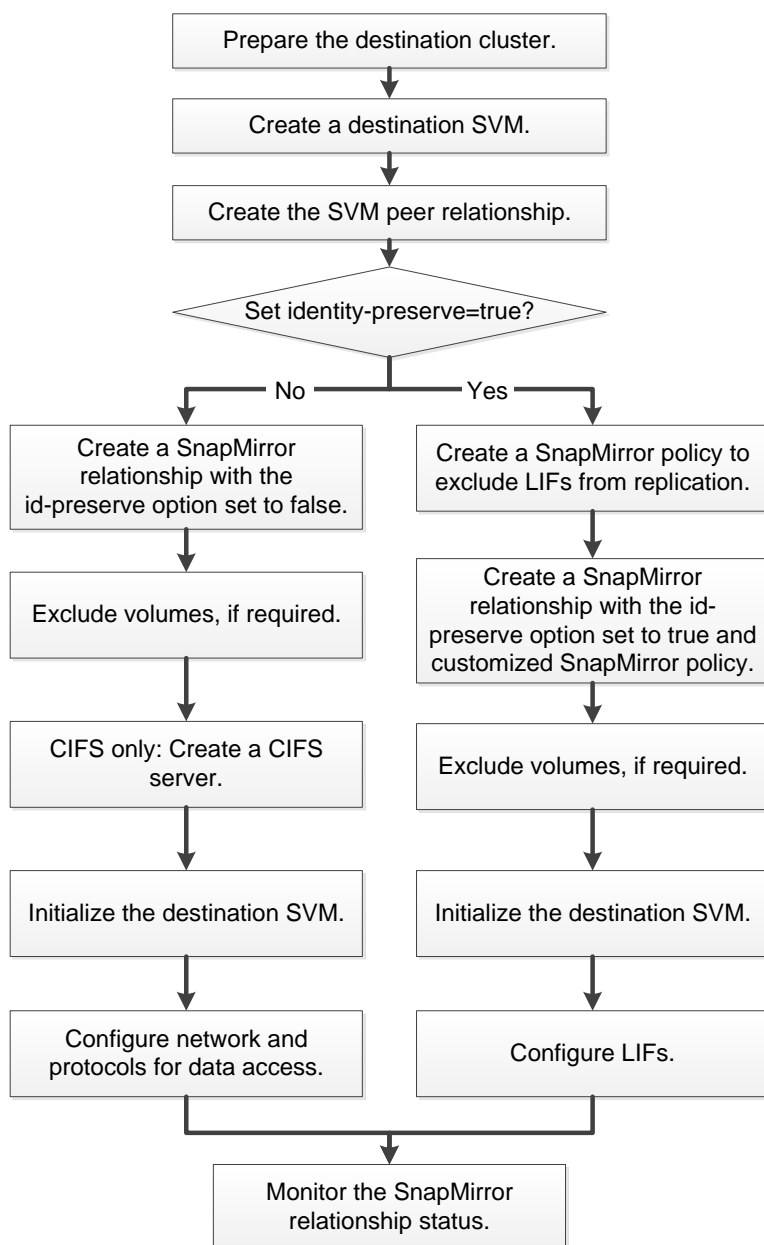 Prepare the destination cluster.
Create a destination SVM.
Create the SVM peer relationship.
Set identity-preserve=true?
No
Yes
Create a SnapMirror
relationship with the
id-preserve option set to false.
Exclude volumes, if required.
CIFS only: Create a CIFS
server.
Initialize the destination SVM.
Configure network and
protocols for data access.
Create a SnapMirror policy to
exclude LIFs from replication.
Create a SnapMirror
relationship with the id-
preserve option set to true and
customized SnapMirror policy.
Exclude volumes, if required.
Initialize the destination SVM.
Configure LIFs.
Monitor the SnapMirror
relationship status.